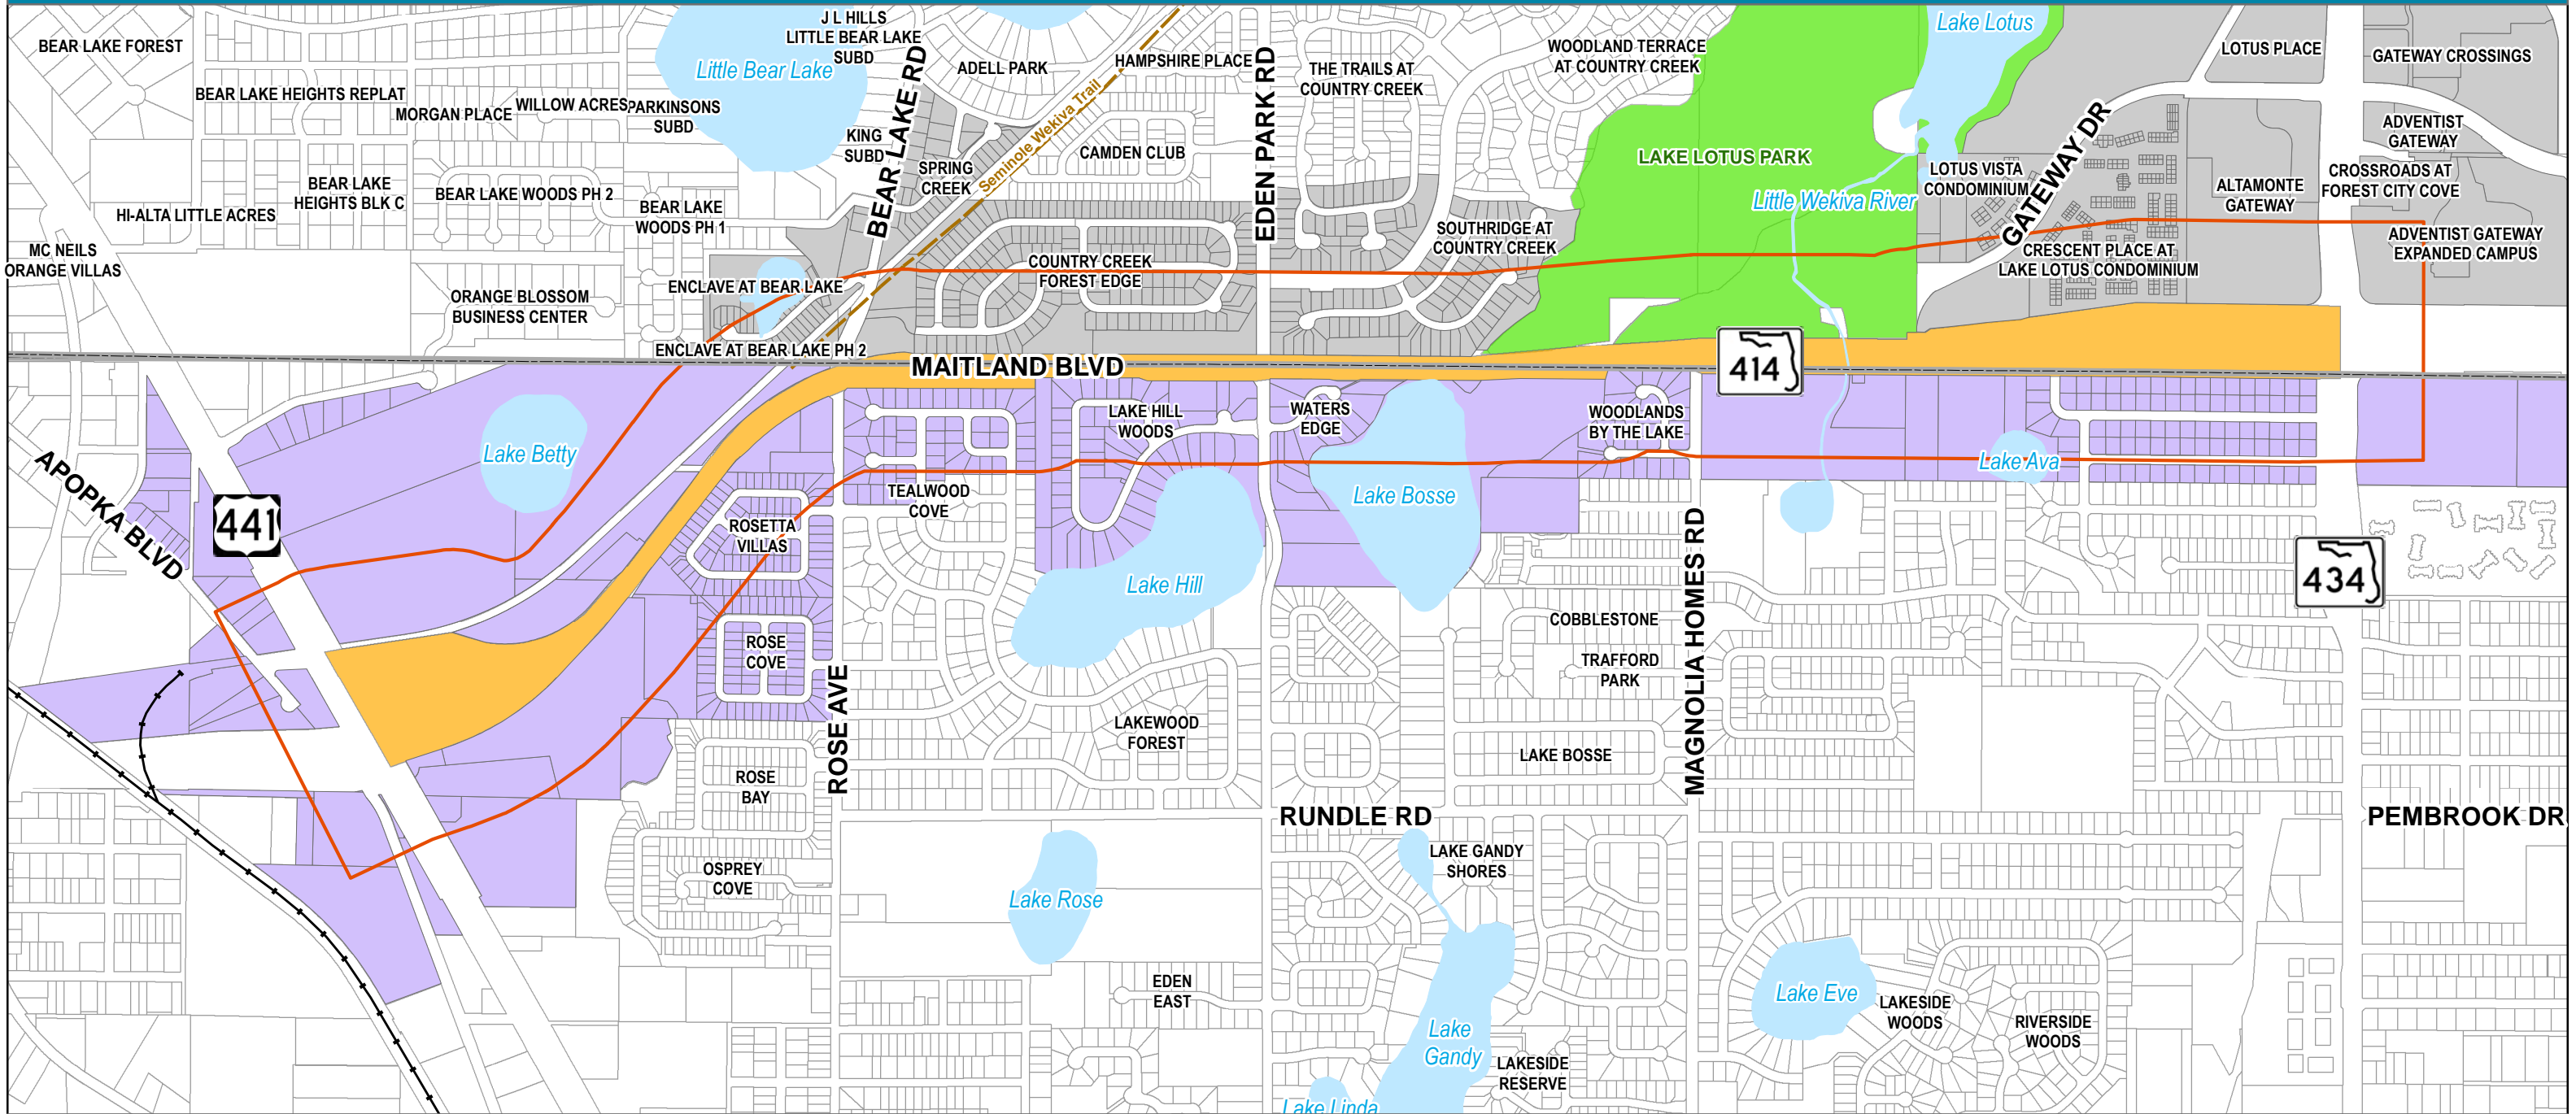 BEAR LAKE FOREST
J L HILLS
LITTLE BEAR LAKE
SUBD
Little Bear Lake
ADELL PARK
HAMPSHIRE PLACE
THE TRAILS AT
COUNTRY CREEK
WOODLAND TERRACE
AT COUNTRY CREEK
Lake Lotus
LOTUS PLACE
GATEWAY CROSSINGS
BEAR LAKE HEIGHTS REPLAT
MORGAN PLACE
WILLOW ACRES
PARKINSONS
SUBD
KING
SUBD
BEAR LAKE RD
SPRING
CREEK
Seminole Wekiva Trail
CAMDEN CLUB
EDEN PARK RD
LAKE LOTUS PARK
Little Wekiva River
LOTUS VISTA
CONDOMINIUM
GATEWAY DR
ADVENTIST
GATEWAY
ALTAMONTE
GATEWAY
CROSSROADS AT
FOREST CITY COVE
HI-ALTA LITTLE ACRES
BEAR LAKE
HEIGHTS BLK C
BEAR LAKE WOODS PH 2
BEAR LAKE
WOODS PH 1
SOUTHRIDGE AT
COUNTRY CREEK
MC NEILS
ORANGE VILLAS
ORANGE BLOSSOM
BUSINESS CENTER
ENCLAVE AT BEAR LAKE
COUNTRY CREEK
FOREST EDGE
CRESCENT PLACE AT
LAKE LOTUS CONDOMINIUM
ADVENTIST GATEWAY
EXPANDED CAMPUS
ENCLAVE AT BEAR LAKE PH 2
MAITLAND BLVD
414
Lake Betty
LAKE HILL
WOODS
WATERS
EDGE
WOODLANDS
BY THE LAKE
Lake Ava
APOPKA BLVD
441
TEALWOOD
COVE
Lake Bosse
ROSETTA
VILLAS
Lake Hill
434
MAGNOLIA HOMES RD
COBBLESTONE
ROSE
COVE
TRAFFORD
PARK
ROSE AVE
LAKEWOOD
FOREST
LAKE BOSSE
ROSE
BAY
RUNDLE RD
PEMBROOK DR
OSPREY
COVE
LAKE GANDY
SHORES
Lake Rose
EDEN
EAST
Lake Eve
LAKESIDE
WOODS
RIVERSIDE
WOODS
Lake
Gandy
LAKESIDE
RESERVE
Lake Linda